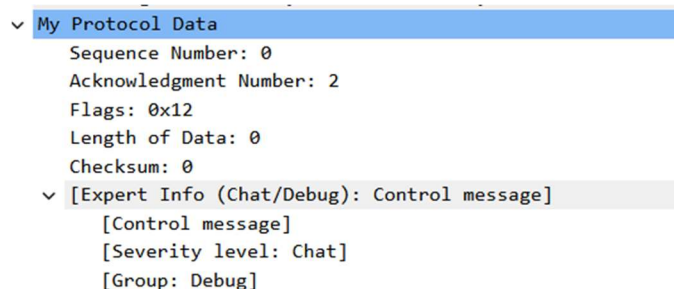 My Protocol Data
Sequence Number: 0
Acknowledgment Number: 2
Flags: 0x12
Length of Data: 0
Checksum: 0
[Expert Info (Chat/Debug): Control message]
[Control message]
[Severity level: Chat]
[Group: Debug]